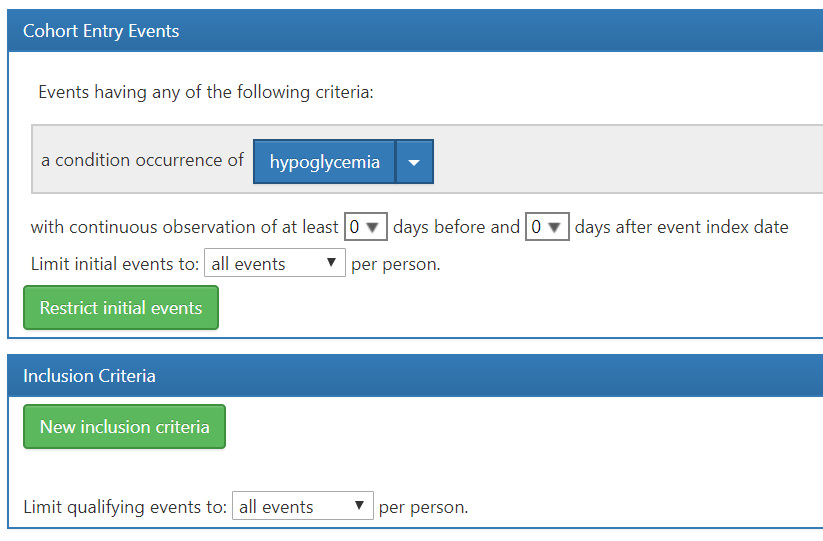 Cohort Entry Events
Events having any of the following criteria:
a condition occurrence of hypoglycemia
with continuous observation of at least 0 days before and 0 days after event index date
Limit initial events to: all events per person.
Restrict initial events
Inclusion Criteria
New inclusion criteria
Limit qualifying events to: all events per person.